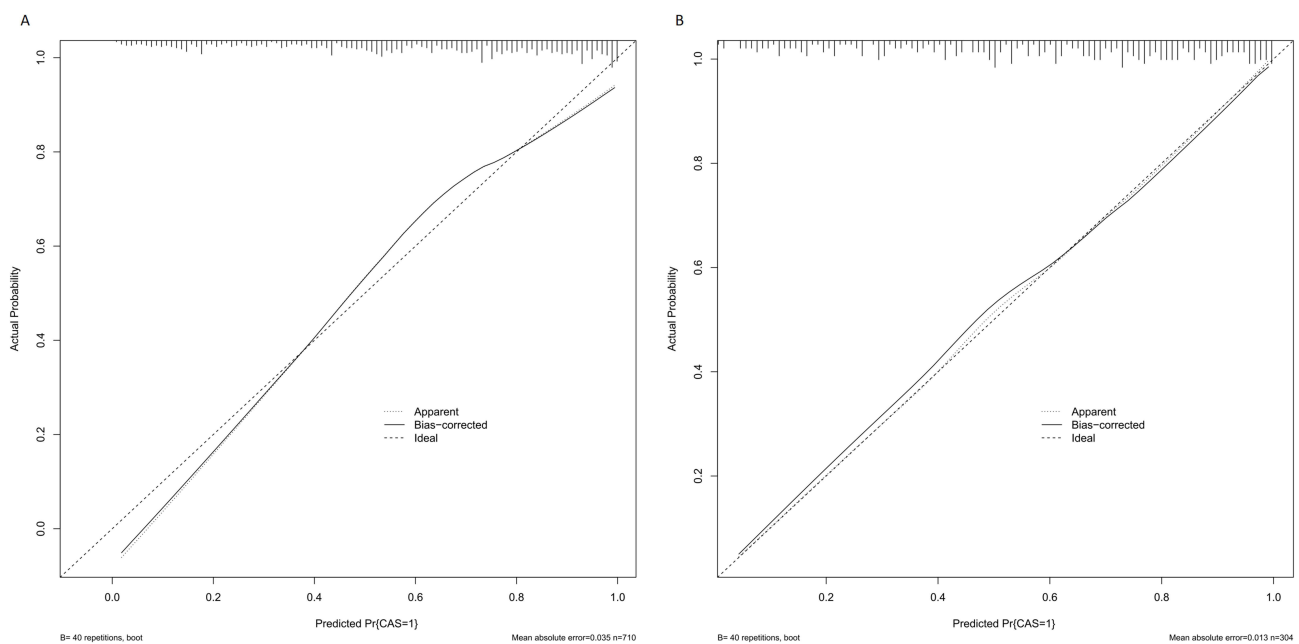 A
Actual Probability
1.0
0.8
0.6
0.4
0.2
0.0
Apparent
Bias−corrected
Ideal
0.0 0.2 0.4 0.6 0.8 1.0
Predicted Pr{CAS=1}
B= 40 repetitions, boot
Mean absolute error=0.035 n=710
B
Actual Probability
1.0
0.8
0.6
0.4
0.2
Apparent
Bias−corrected
Ideal
0.2 0.4 0.6 0.8 1.0
Predicted Pr{CAS=1}
B= 40 repetitions, boot
Mean absolute error=0.013 n=304